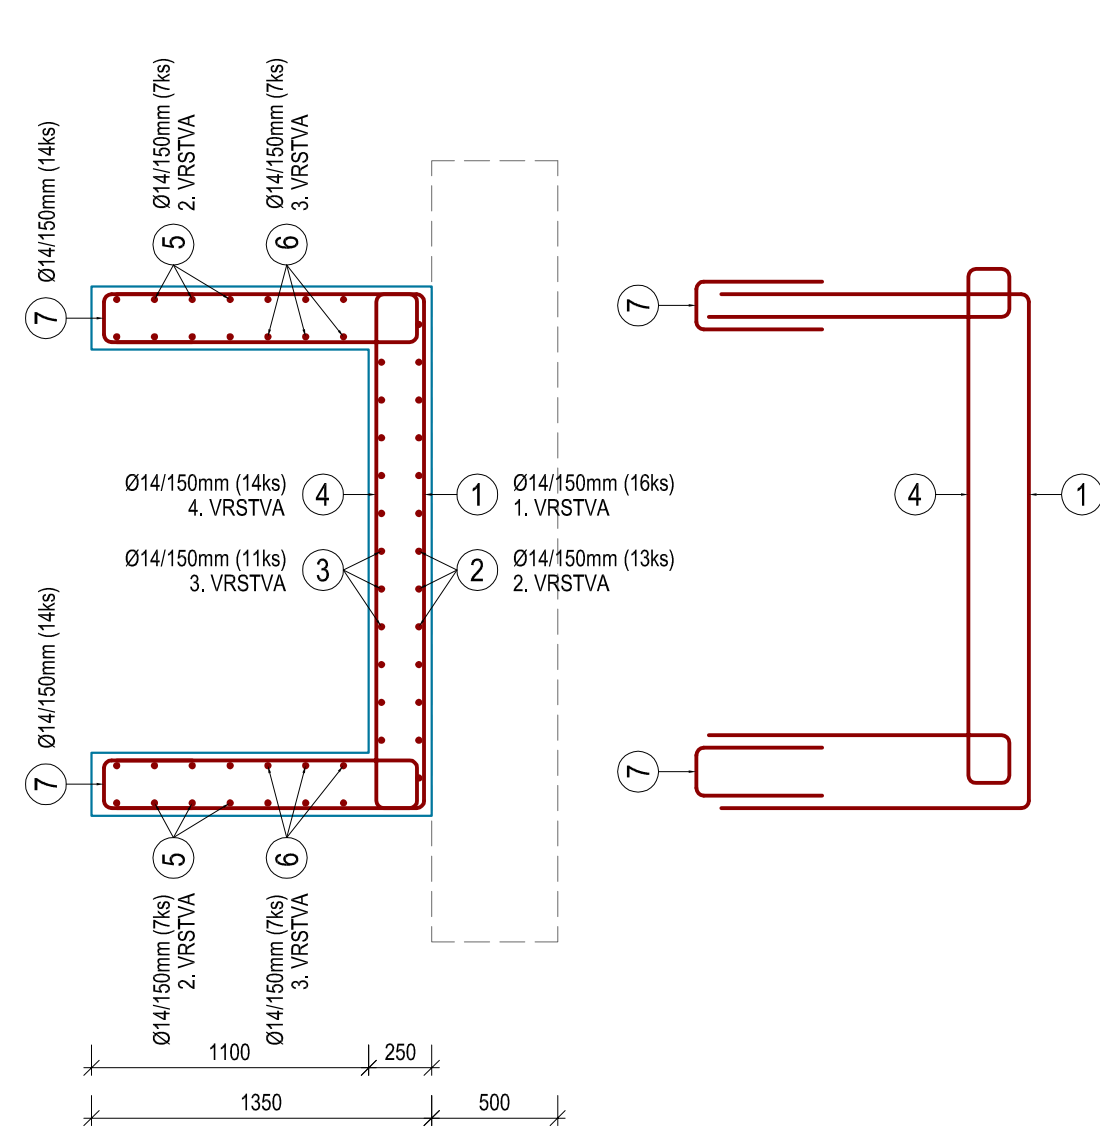 Ø14/150mm (7ks)
2. VRSTVA
5
Ø14/150mm (7ks)
3. VRSTVA
6
Ø14/150mm (14ks)
7
7
Ø14/150mm (14ks)
4. VRSTVA
4
1
Ø14/150mm (16ks)
1. VRSTVA
4
1
Ø14/150mm (11ks)
3. VRSTVA
3
2
Ø14/150mm (13ks)
2. VRSTVA
Ø14/150mm (14ks)
7
7
5
Ø14/150mm (7ks)
2. VRSTVA
6
Ø14/150mm (7ks)
3. VRSTVA
1100
250
1350
500